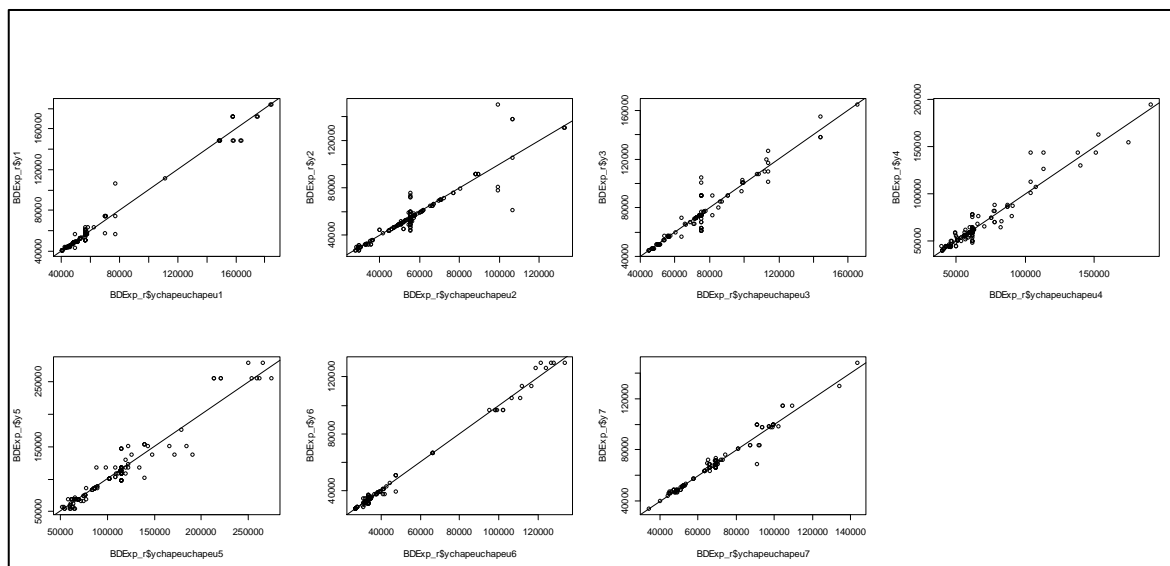 BDExp_r$y1
40000 80000 120000 160000
40000 80000 120000 160000
BDExp_r$ychapeuchapeu1
BDExp_r$y2
40000 80000 120000
40000 60000 80000 100000 120000
BDExp_r$ychapeuchapeu2
BDExp_r$y3
40000 80000 120000 160000
40000 60000 80000 100000 120000 140000 160000
BDExp_r$ychapeuchapeu3
BDExp_r$y4
50000 100000 150000 200000
50000 100000 150000
BDExp_r$ychapeuchapeu4
BDExp_r$y5
50000 150000 250000
50000 100000 150000 200000 250000
BDExp_r$ychapeuchapeu5
BDExp_r$y6
40000 80000 120000
40000 60000 80000 100000 120000
BDExp_r$ychapeuchapeu6
BDExp_r$y7
40000 80000 120000
40000 60000 80000 100000 120000 140000
BDExp_r$ychapeuchapeu7